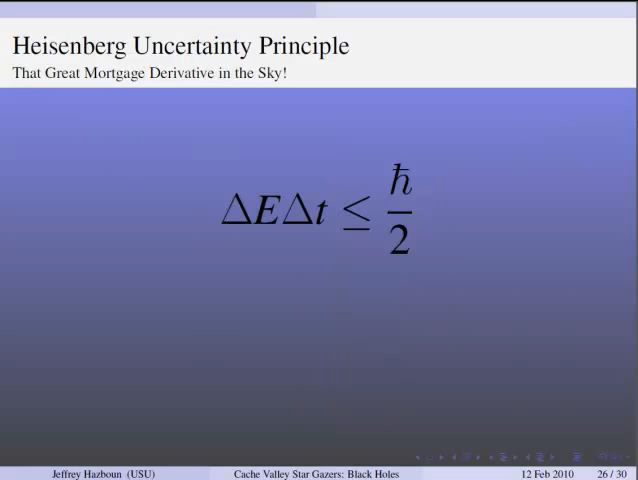 Heisenberg Uncertainty Principle
That Great Mortgage Derivative in the Sky!
ΔEΔt ≤ ħ/2
Jeffrey Hazboun (USU) Cache Valley Star Gazers: Black Holes 12 Feb 2010 26 / 30